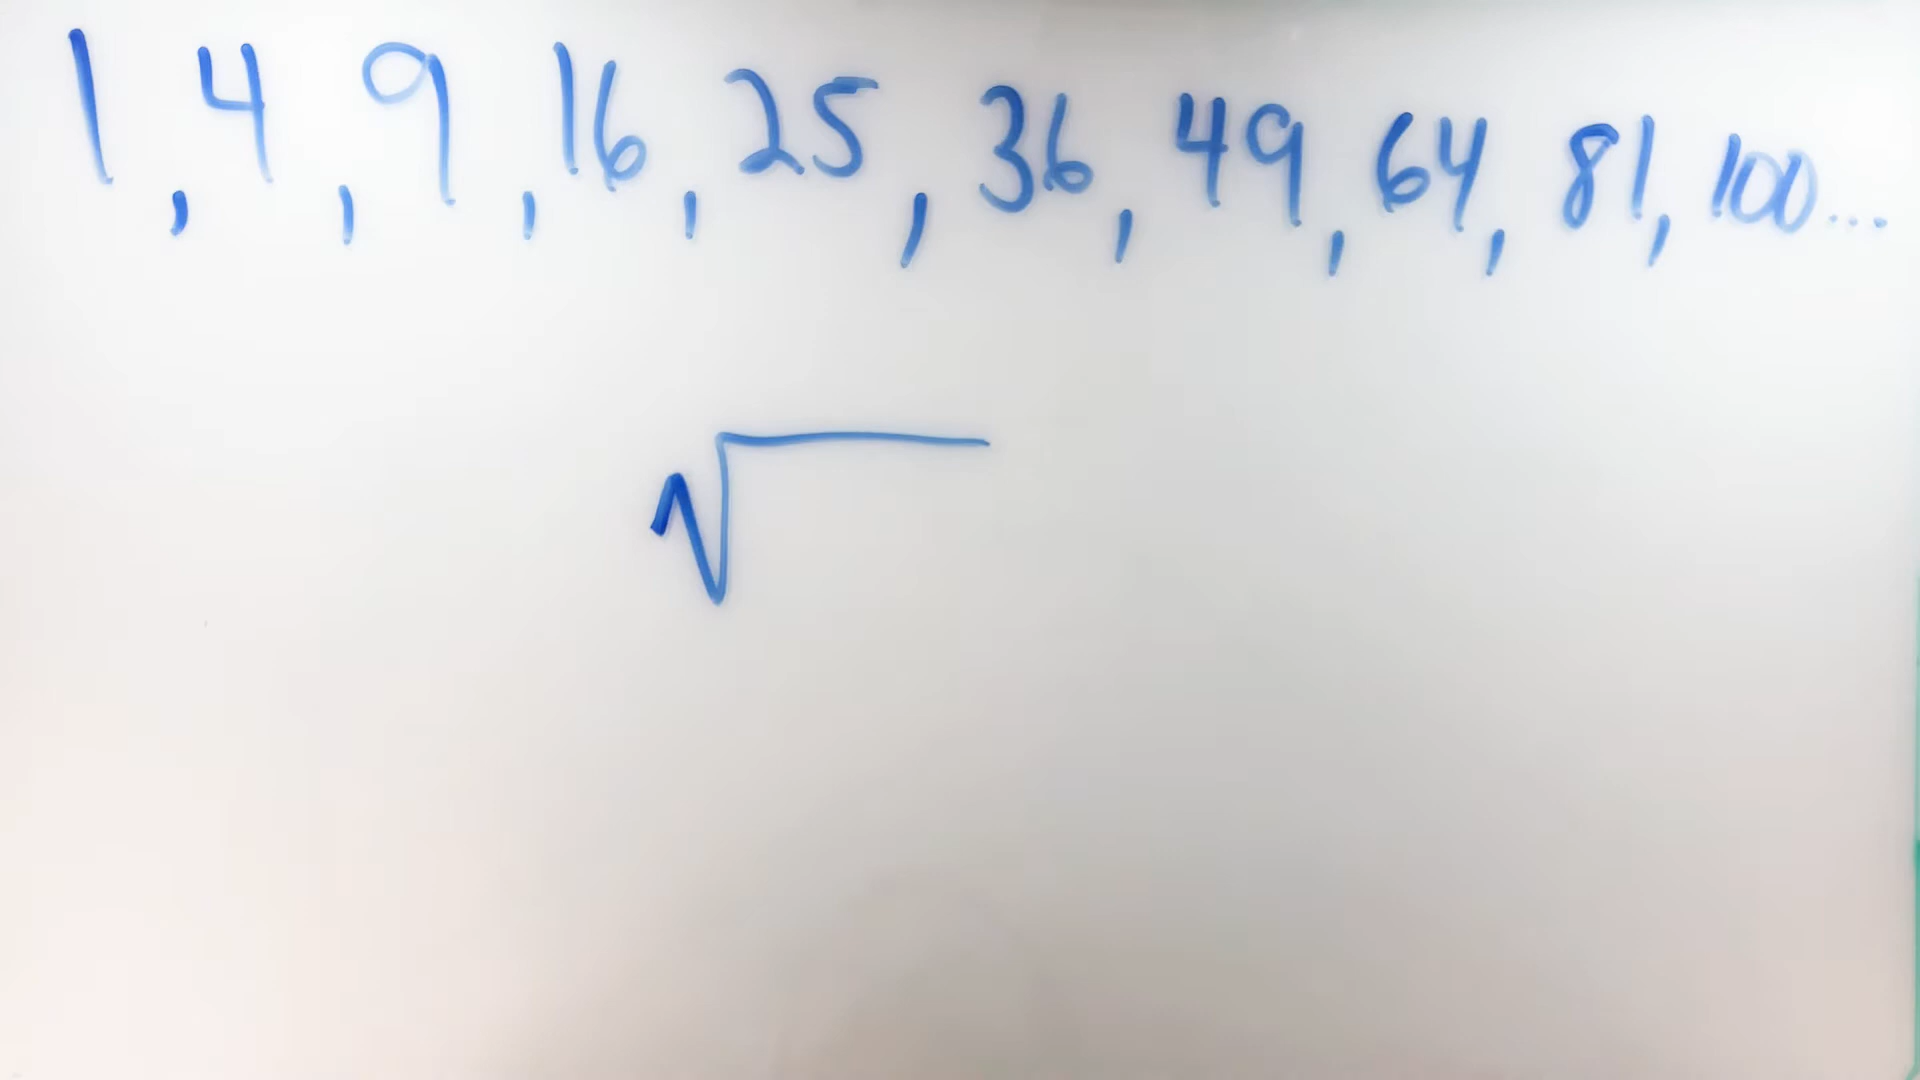 1, 4, 9, 16, 25, 36, 49, 64, 81, 100...
√